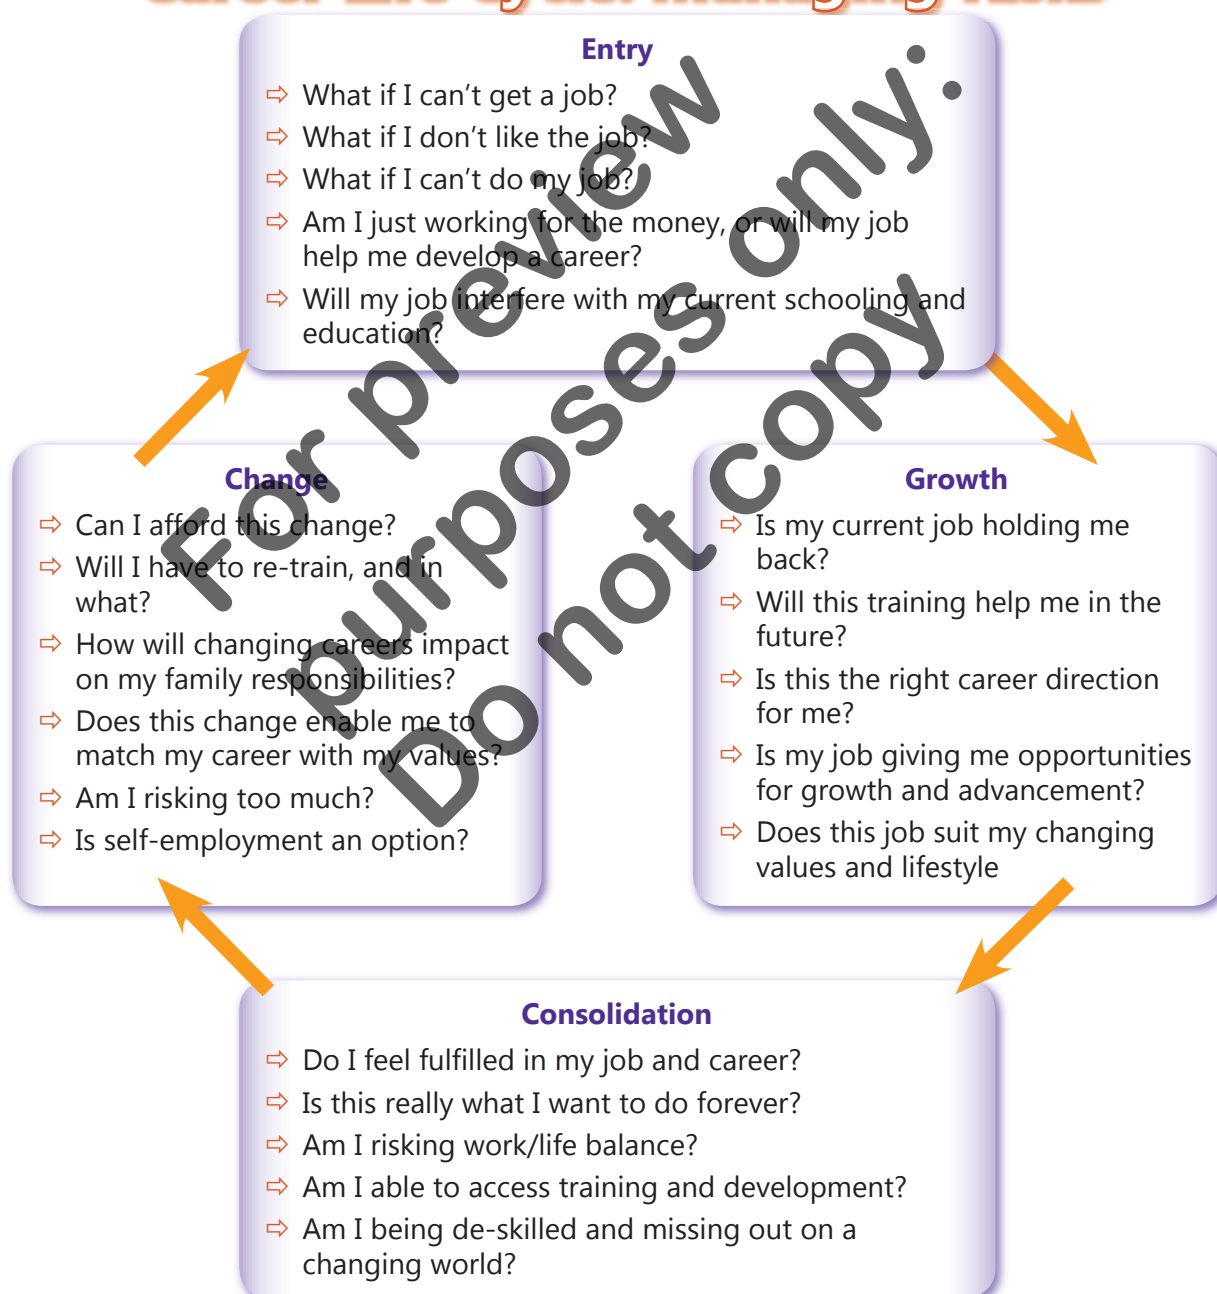 Career Life Cycle: Managing Risks
Entry
⇨ What if I can't get a job?
⇨ What if I don't like the job?
⇨ What if I can't do my job?
⇨ Am I just working for the money, or will my job
help me develop a career?
⇨ Will my job interfere with my current schooling and
education?
Change
⇨ Can I afford this change?
⇨ Will I have to re-train, and in
what?
⇨ How will changing careers impact
on my family responsibilities?
⇨ Does this change enable me to
match my career with my values?
⇨ Am I risking too much?
⇨ Is self-employment an option?
Growth
⇨ Is my current job holding me
back?
⇨ Will this training help me in the
future?
⇨ Is this the right career direction
for me?
⇨ Is my job giving me opportunities
for growth and advancement?
⇨ Does this job suit my changing
values and lifestyle
Consolidation
⇨ Do I feel fulfilled in my job and career?
⇨ Is this really what I want to do forever?
⇨ Am I risking work/life balance?
⇨ Am I able to access training and development?
⇨ Am I being de-skilled and missing out on a
changing world?
For preview
purposes only:
Do not copy